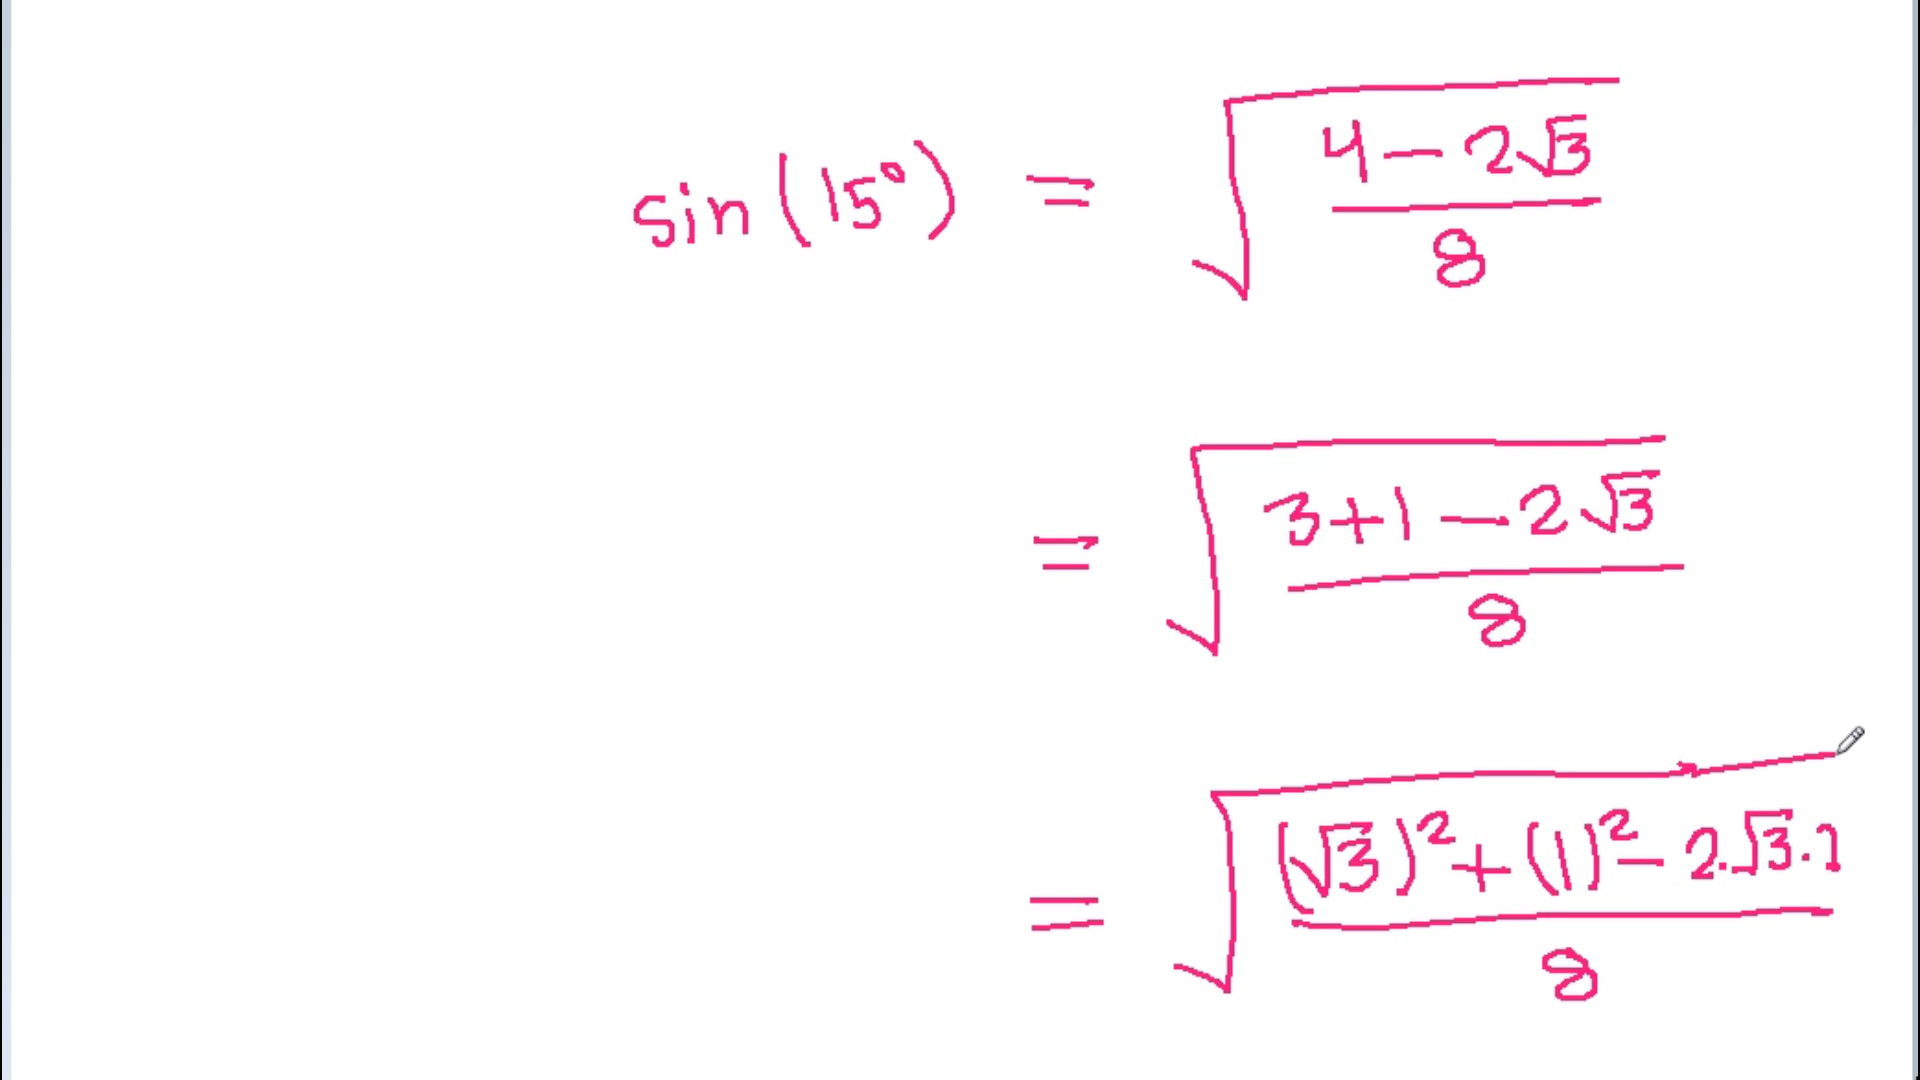 sin(15°) = √((4 − 2√3)/8)
= √((3+1 − 2√3)/8)
= √(((√3)² + (1)² − 2.√3.1)/8)